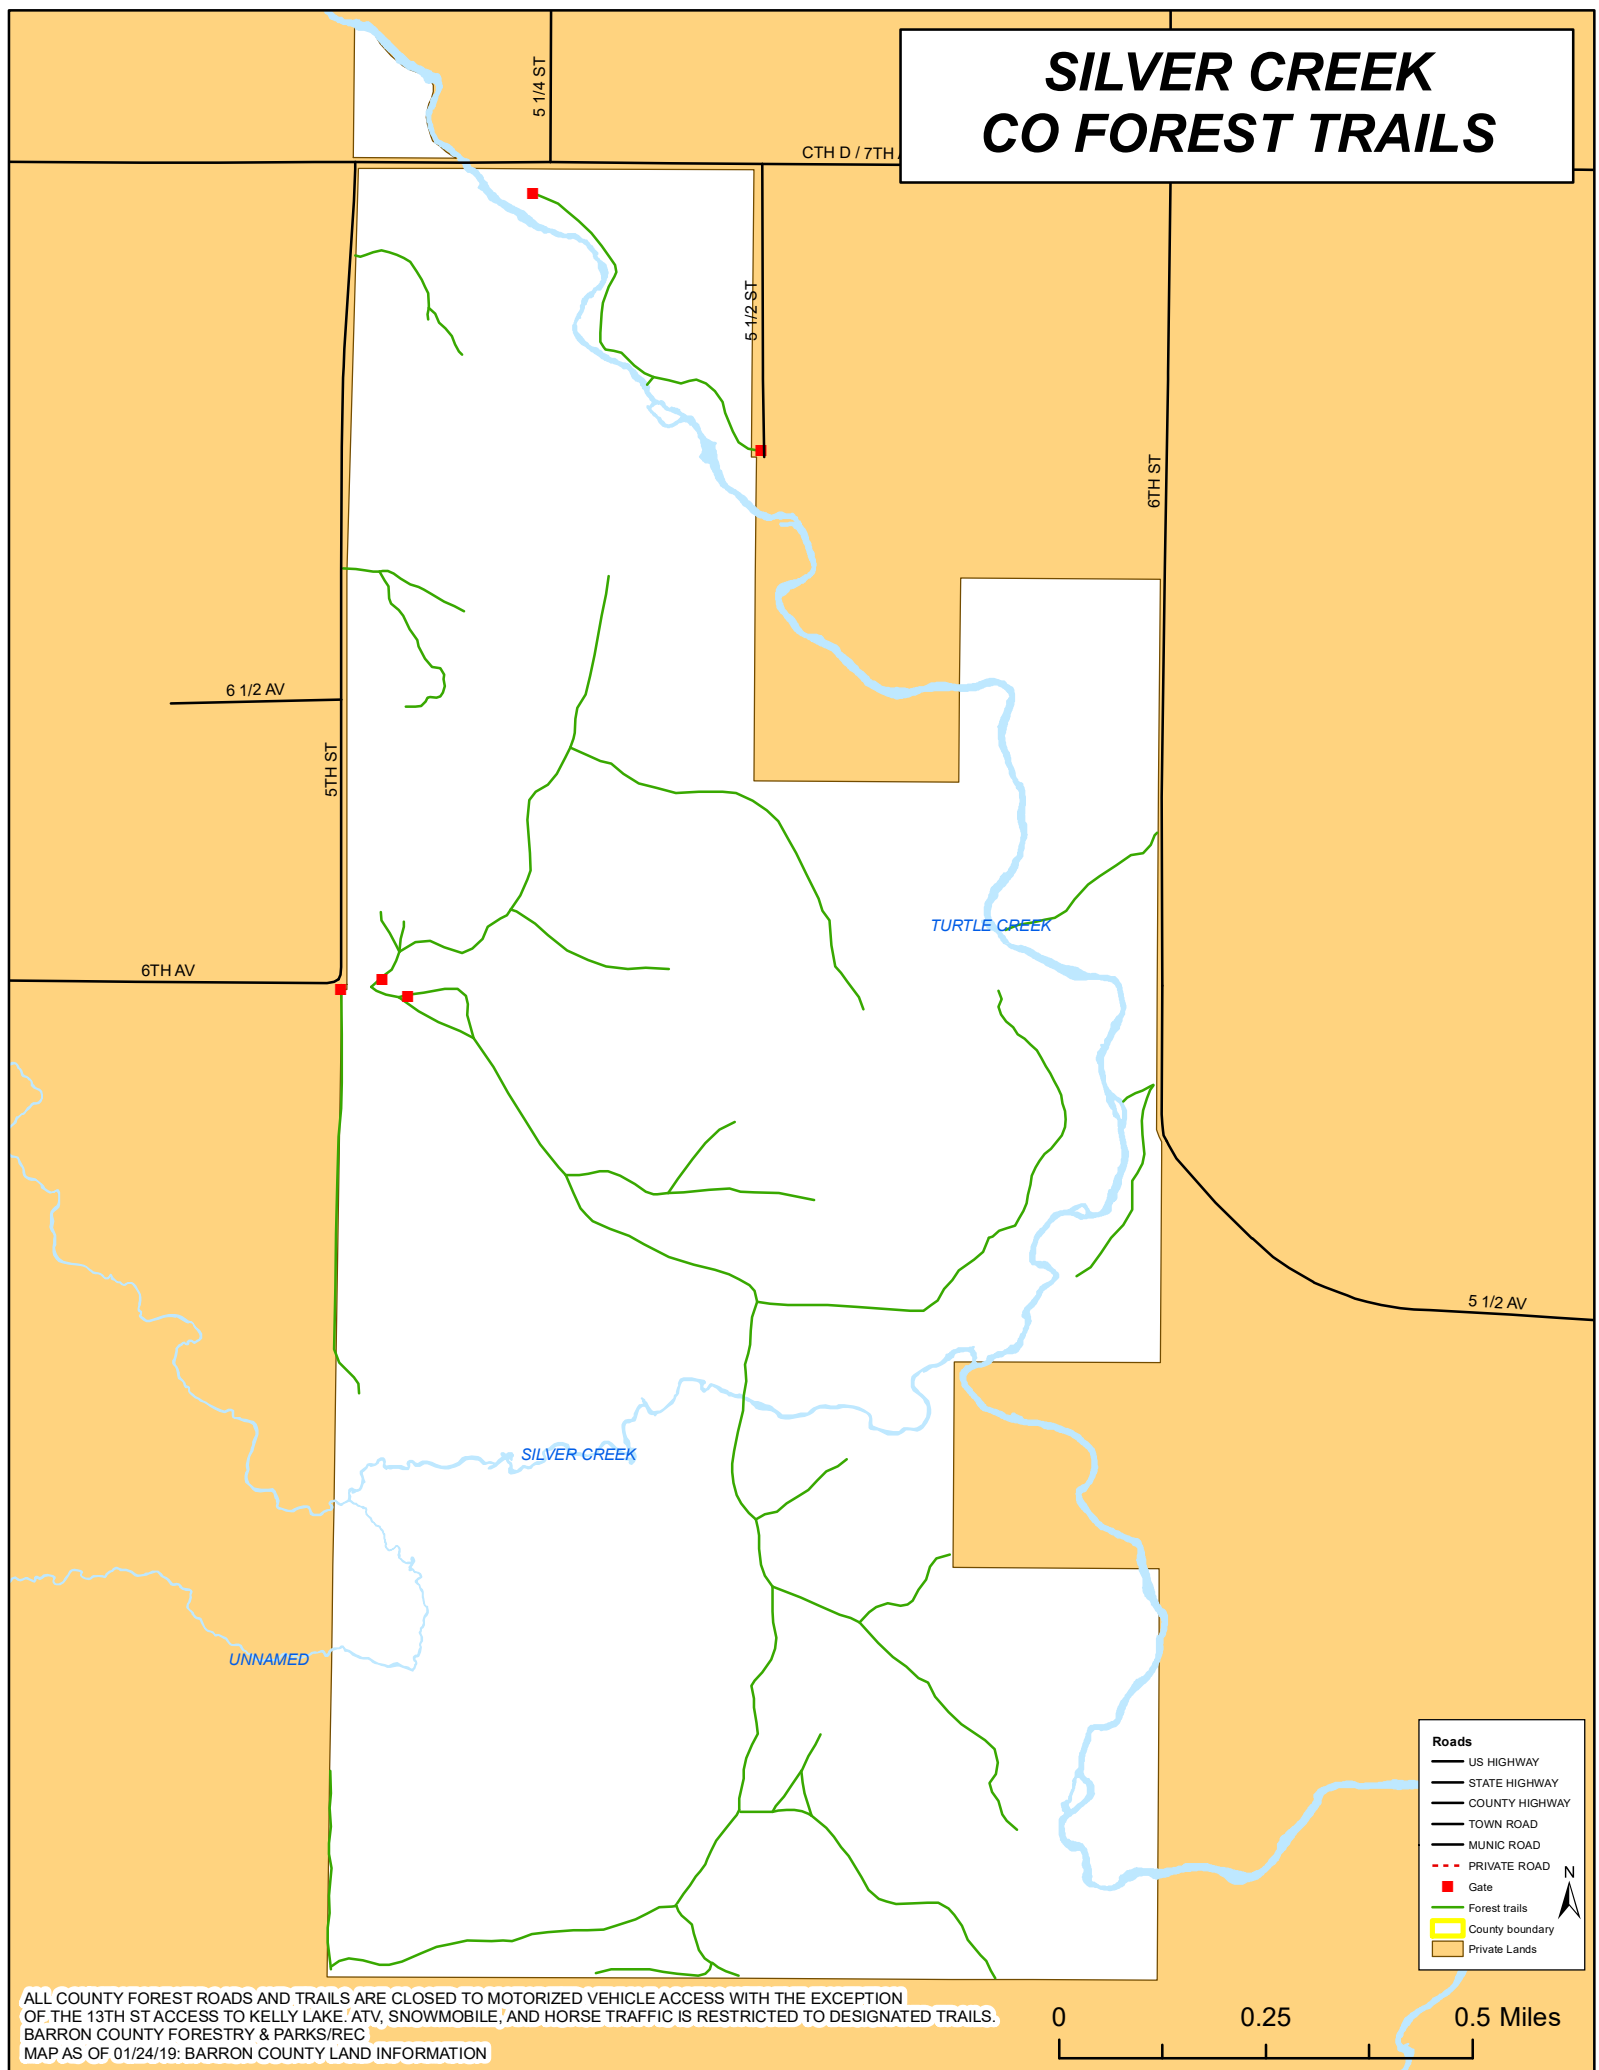 SILVER CREEK
CO FOREST TRAILS
5 1/4 ST
CTH D / 7TH
5 1/2 ST
6TH ST
6 1/2 AV
5TH ST
TURTLE CREEK
6TH AV
5 1/2 AV
SILVER CREEK
UNNAMED
Roads
US HIGHWAY
STATE HIGHWAY
COUNTY HIGHWAY
TOWN ROAD
MUNIC ROAD
PRIVATE ROAD
N
Gate
Forest trails
County boundary
Private Lands
ALL COUNTY FOREST ROADS AND TRAILS ARE CLOSED TO MOTORIZED VEHICLE ACCESS WITH THE EXCEPTION
OF THE 13TH ST ACCESS TO KELLY LAKE. ATV, SNOWMOBILE, AND HORSE TRAFFIC IS RESTRICTED TO DESIGNATED TRAILS.
BARRON COUNTY FORESTRY & PARKS/REC
MAP AS OF 01/24/19: BARRON COUNTY LAND INFORMATION
0 0.25 0.5 Miles